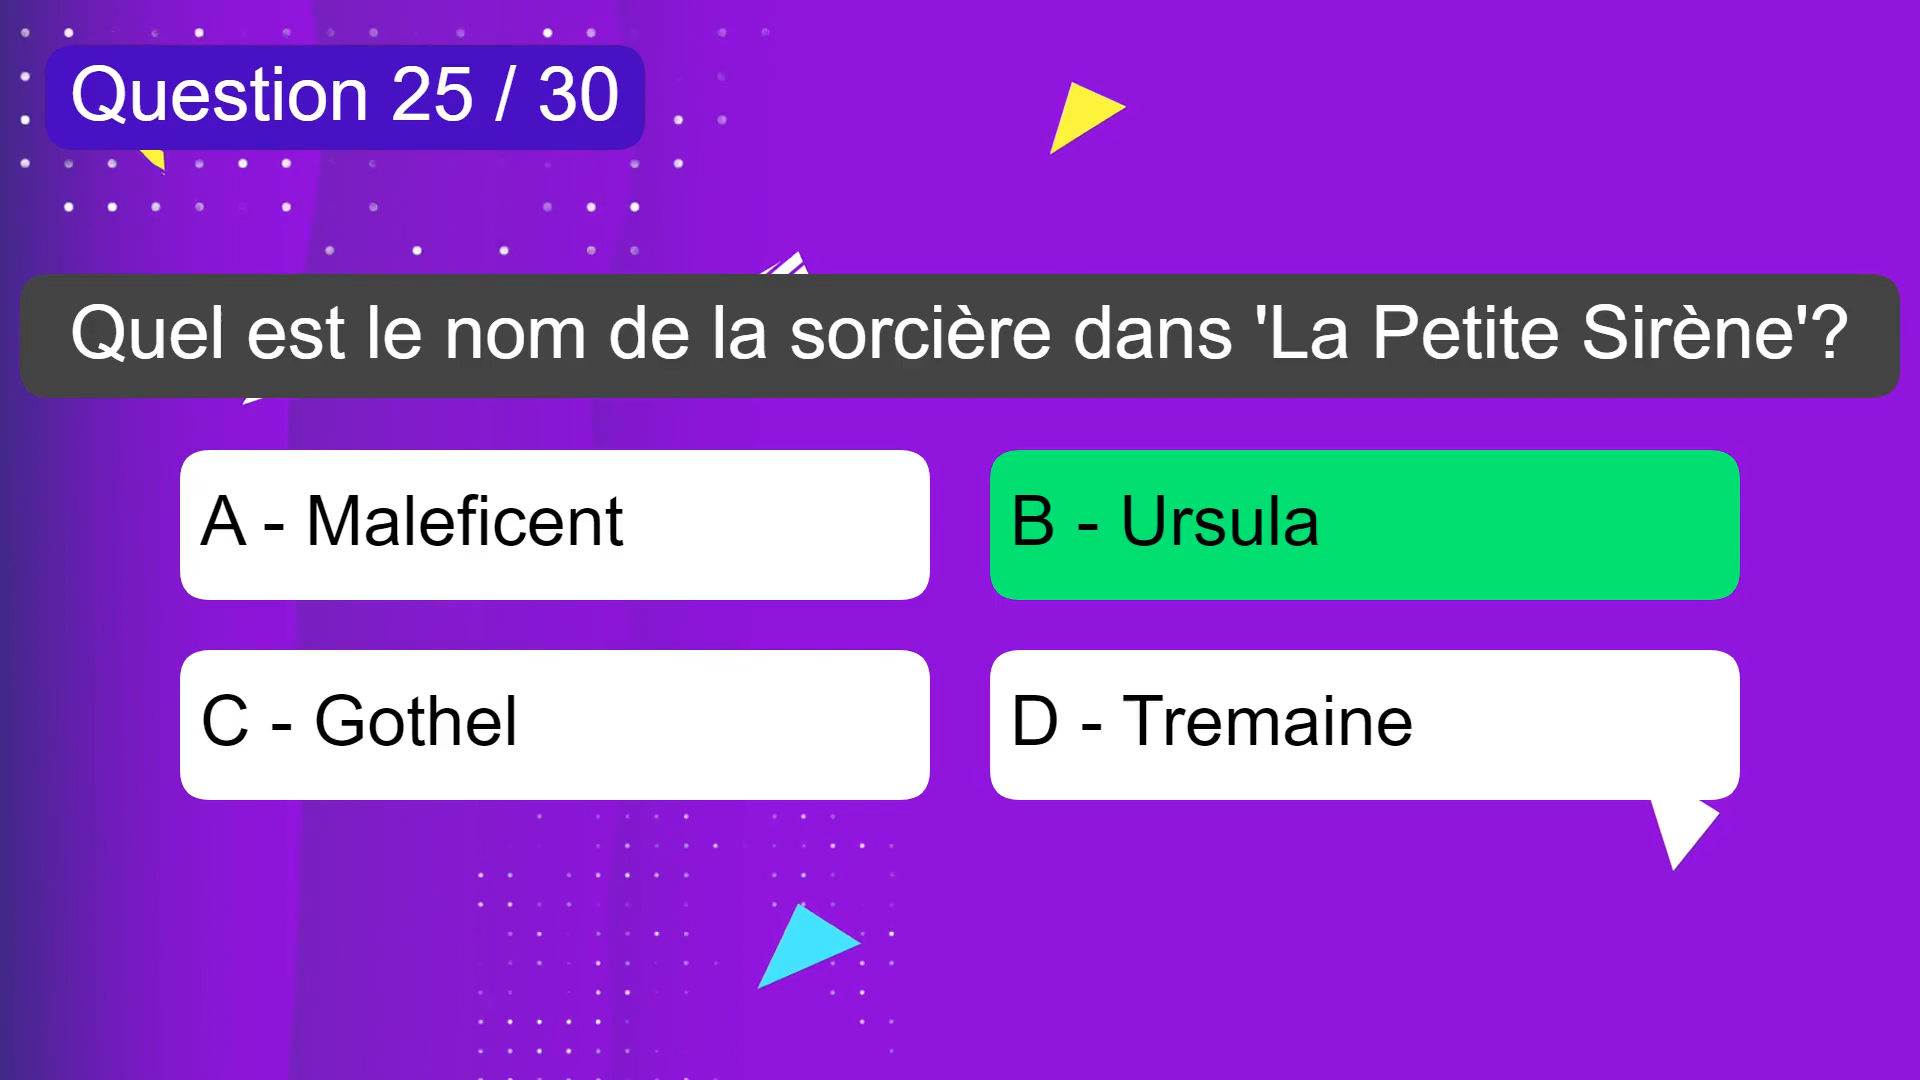 Question 25 / 30
Quel est le nom de la sorcière dans 'La Petite Sirène'?
A - Maleficent
B - Ursula
C - Gothel
D - Tremaine